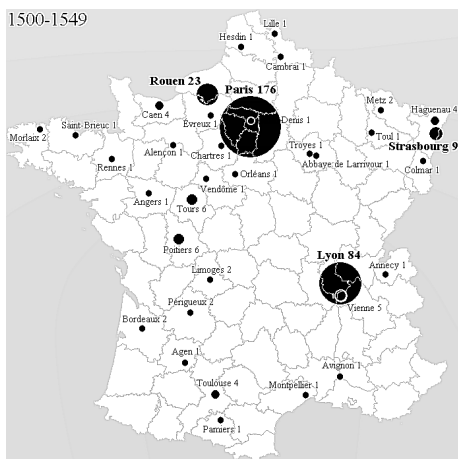 1500-1549
Lille 1
Hesdin 1
Cambrai 1
Rouen 23
Paris 176
Metz 2
Haguenau 4
Caen 4
Évreux 1
Denis 1
Toul 1
Strasbourg 9
Morlaix 2
Saint-Brieuc 1
Alençon 1
Chartres 1
Troyes 1
Abbaye de Larrivour 1
Colmar 1
Rennes 1
Vendôme 1
Orléans 1
Angers 1
Tours 6
Poitiers 6
Lyon 84
Annecy 1
Limoges 2
Vienne 5
Périgueux 2
Bordeaux 2
Agen 1
Avignon 1
Toulouse 4
Montpellier 1
Pamiers 1